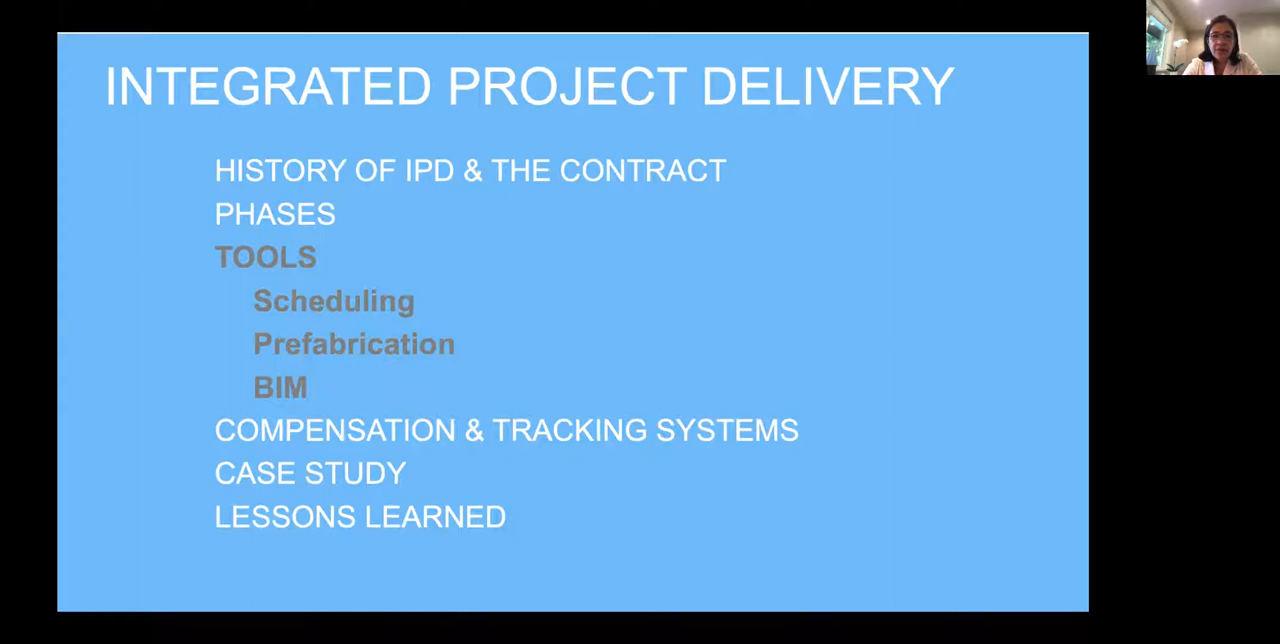 INTEGRATED PROJECT DELIVERY
HISTORY OF IPD & THE CONTRACT
PHASES
TOOLS
Scheduling
Prefabrication
BIM
COMPENSATION & TRACKING SYSTEMS
CASE STUDY
LESSONS LEARNED